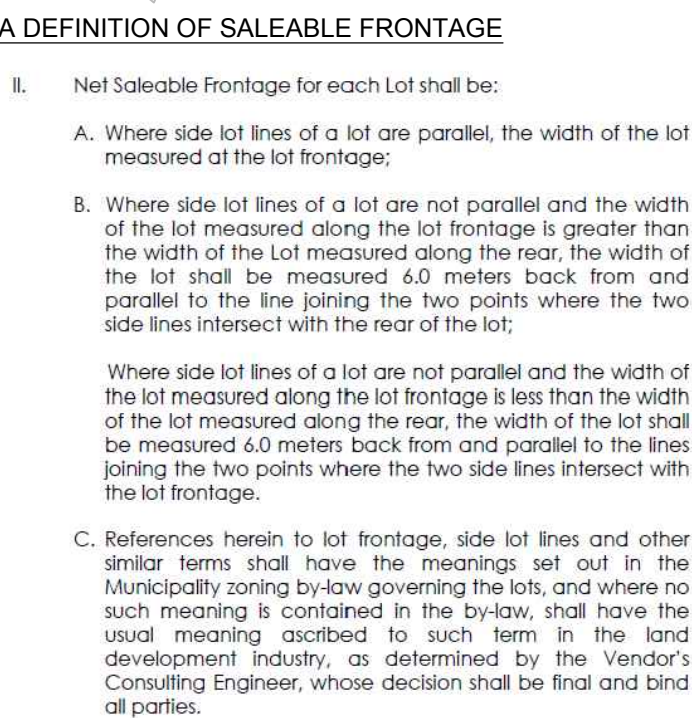 A DEFINITION OF SALEABLE FRONTAGE
II. Net Saleable Frontage for each Lot shall be:
A. Where side lot lines of a lot are parallel, the width of the lot
measured at the lot frontage;
B. Where side lot lines of a lot are not parallel and the width
of the lot measured along the lot frontage is greater than
the width of the Lot measured along the rear, the width of
the lot shall be measured 6.0 meters back from and
parallel to the line joining the two points where the two
side lines intersect with the rear of the lot;
Where side lot lines of a lot are not parallel and the width of
the lot measured along the lot frontage is less than the width
of the lot measured along the rear, the width of the lot shall
be measured 6.0 meters back from and parallel to the lines
joining the two points where the two side lines intersect with
the lot frontage.
C. References herein to lot frontage, side lot lines and other
similar terms shall have the meanings set out in the
Municipality zoning by-law governing the lots, and where no
such meaning is contained in the by-law, shall have the
usual meaning ascribed to such term in the land
development industry, as determined by the Vendor's
Consulting Engineer, whose decision shall be final and bind
all parties.